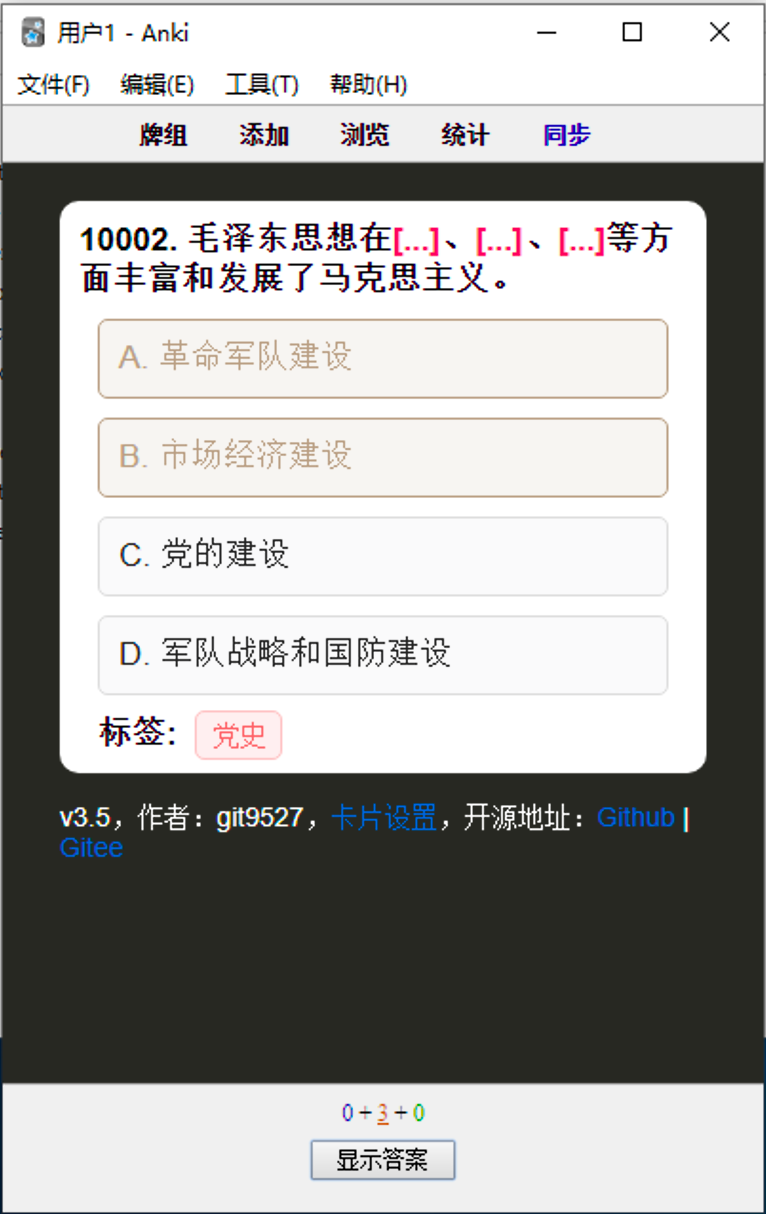 用户1 - Anki
文件(F) 编辑(E) 工具(T) 帮助(H)
牌组 添加 浏览 统计 同步
10002. 毛泽东思想在[...]、[...]、[...]等方
面丰富和发展了马克思主义。
A. 革命军队建设
B. 市场经济建设
C. 党的建设
D. 军队战略和国防建设
标签: 党史
v3.5，作者：git9527，卡片设置，开源地址：Github |
Gitee
0 + 3 + 0
显示答案